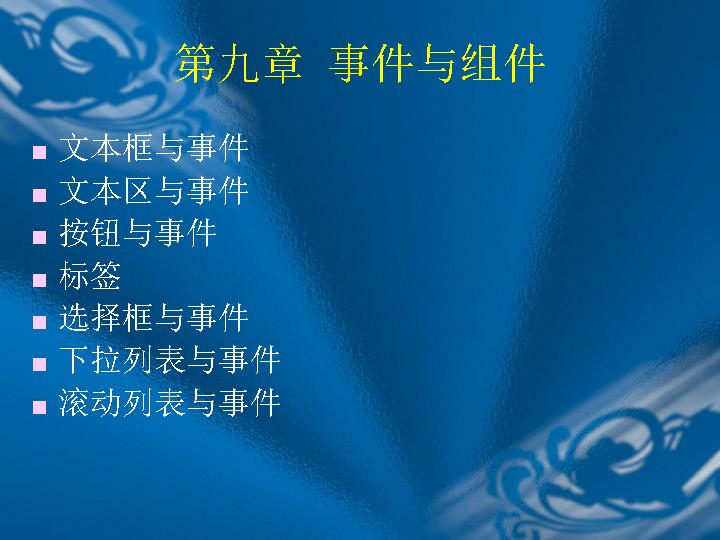 第九章 事件与组件
文本框与事件
文本区与事件
按钮与事件
标签
选择框与事件
下拉列表与事件
滚动列表与事件